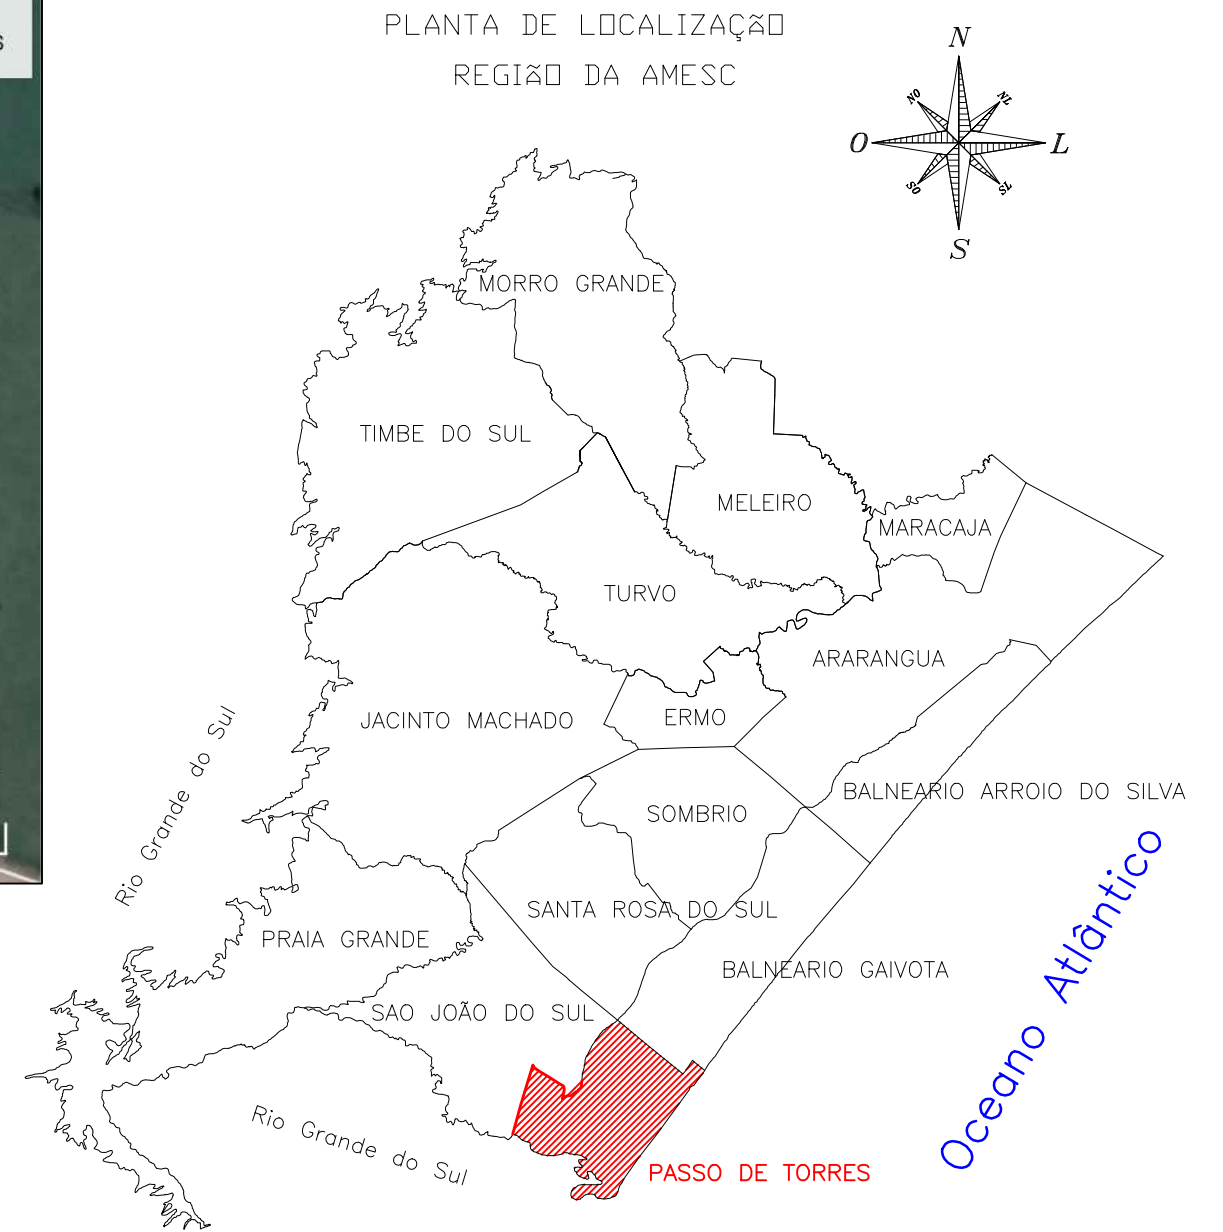 PLANTA DE LOCALIZAÇÃO
REGIÃO DA AMESC
N
NO
NL
O
L
SO
SL
S
MORRO GRANDE
TIMBE DO SUL
MELEIRO
MARACAJA
TURVO
ARARANGUA
JACINTO MACHADO
ERMO
Rio Grande do Sul
BALNEARIO ARROIO DO SILVA
SOMBRIO
SANTA ROSA DO SUL
PRAIA GRANDE
BALNEARIO GAIVOTA
SAO JOÃO DO SUL
Oceano Atlântico
Rio Grande do Sul
PASSO DE TORRES